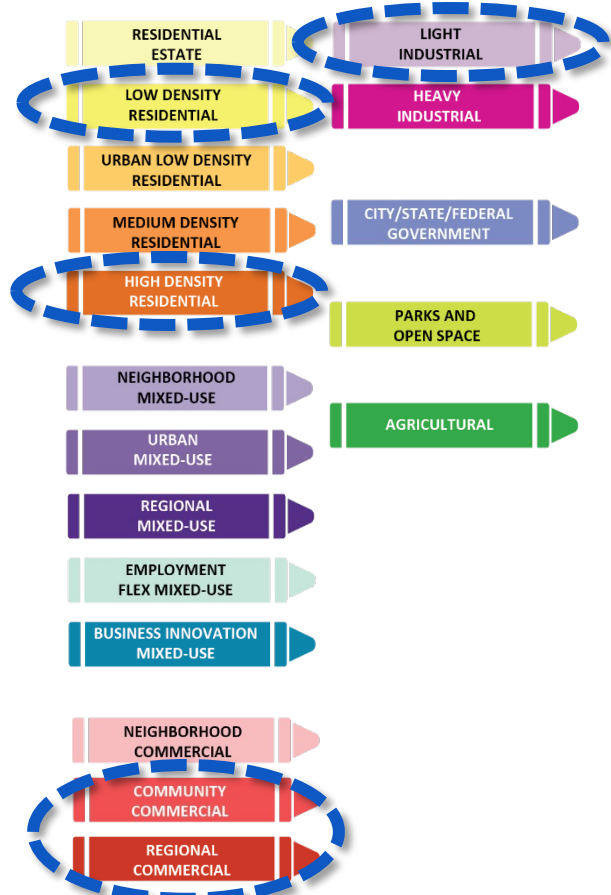 RESIDENTIAL
ESTATE
LOW DENSITY
RESIDENTIAL
URBAN LOW DENSITY
RESIDENTIAL
MEDIUM DENSITY
RESIDENTIAL
HIGH DENSITY
RESIDENTIAL
NEIGHBORHOOD
MIXED-USE
URBAN
MIXED-USE
REGIONAL
MIXED-USE
EMPLOYMENT
FLEX MIXED-USE
BUSINESS INNOVATION
MIXED-USE
NEIGHBORHOOD
COMMERCIAL
COMMUNITY
COMMERCIAL
REGIONAL
COMMERCIAL
LIGHT
INDUSTRIAL
HEAVY
INDUSTRIAL
CITY/STATE/FEDERAL
GOVERNMENT
PARKS AND
OPEN SPACE
AGRICULTURAL